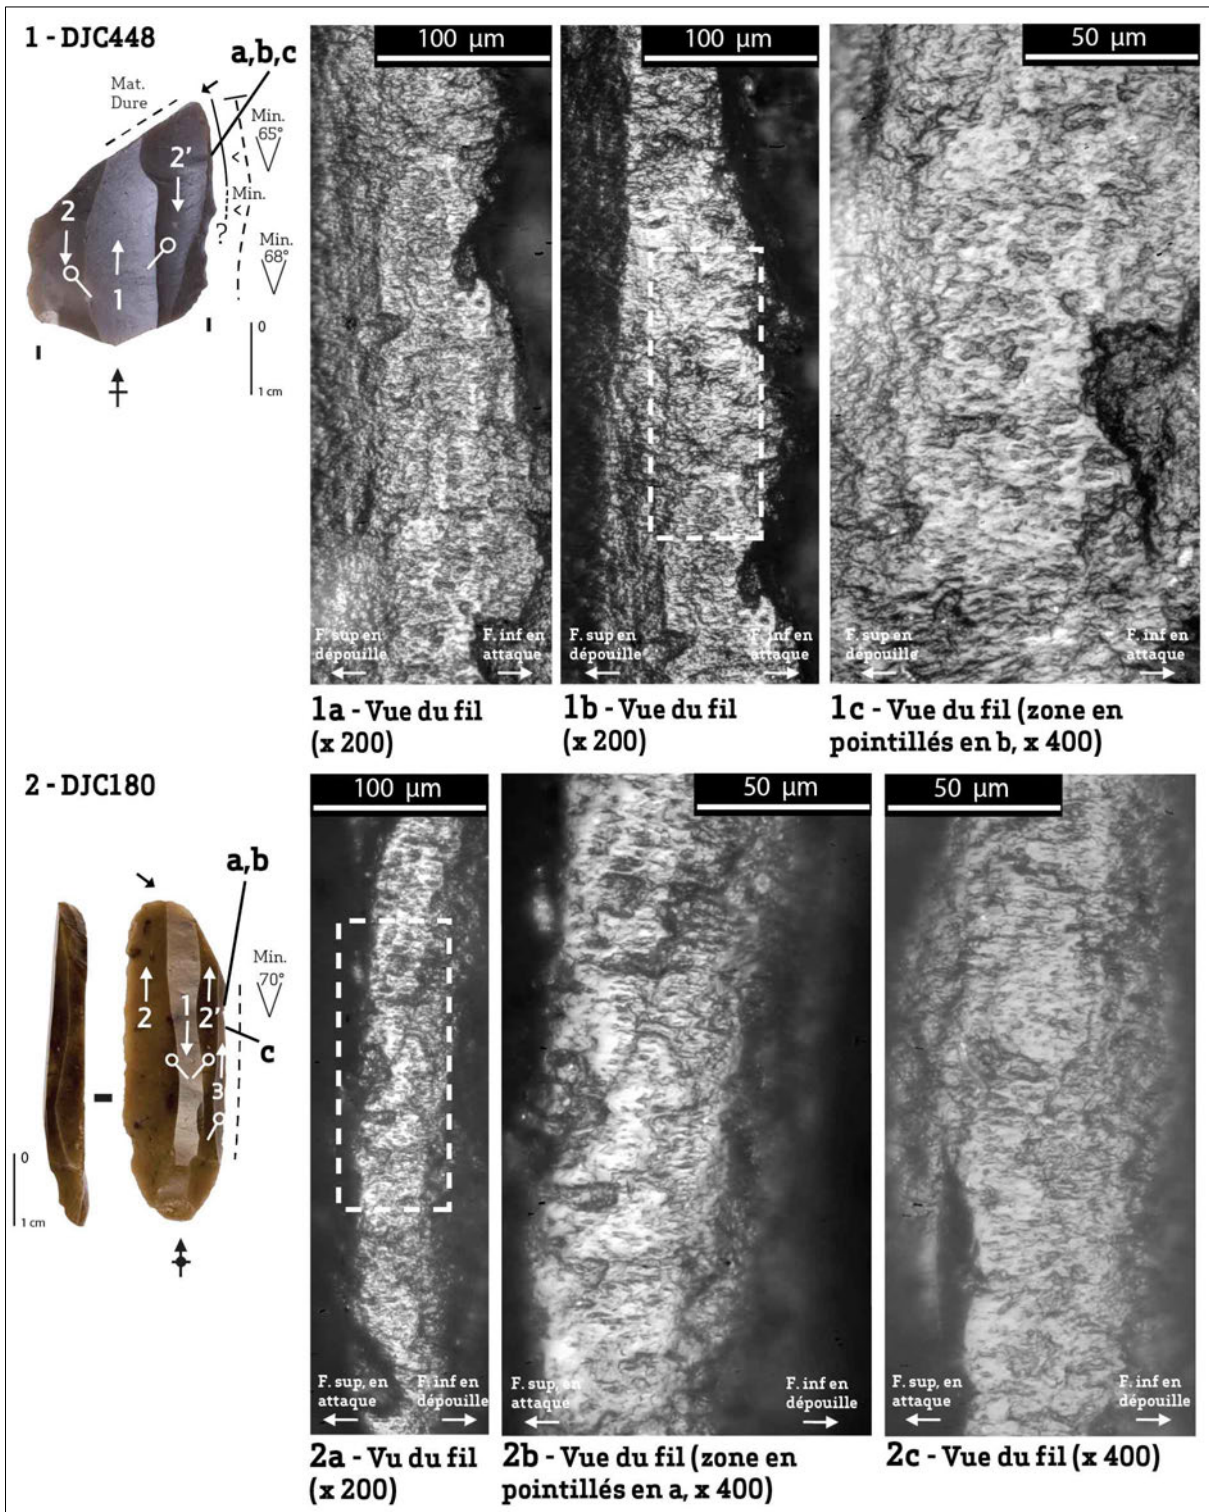 1 - DJC448
a,b,c
Mat.
Dure
Min.
65°
2'
2
Min.
?
Min.
68°
1
0
1 cm
100 µm
100 µm
50 µm
F. sup en
dépouille
F. inf en
attaque
F. sup en
dépouille
F. inf en
attaque
F. sup en
dépouille
F. inf en
attaque
1a - Vue du fil
(x 200)
1b - Vue du fil
(x 200)
1c - Vue du fil (zone en
pointillés en b, x 400)
2 - DJC180
a,b
Min.
70°
2
1
2'
c
3
0
1 cm
100 µm
50 µm
50 µm
F. sup, en
attaque
F. inf en
dépouille
F. sup, en
attaque
F. inf en
dépouille
F. sup, en
attaque
F. inf en
dépouille
2a - Vu du fil
(x 200)
2b - Vue du fil (zone en
pointillés en a, x 400)
2c - Vue du fil (x 400)